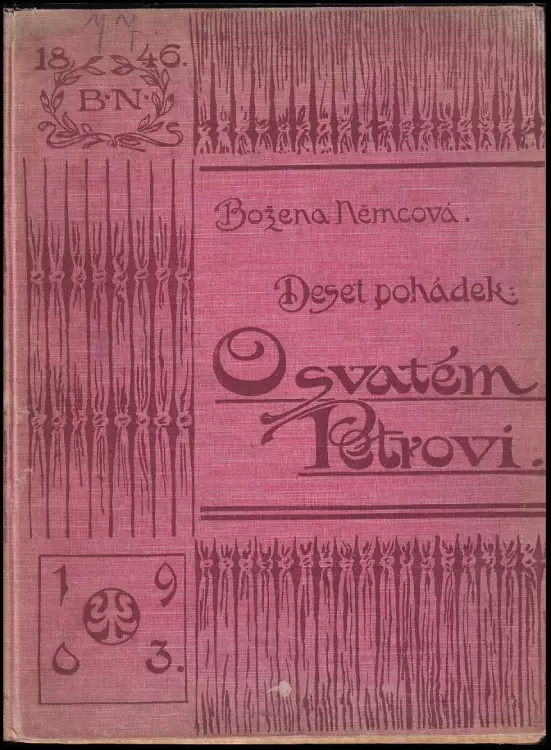 18 46.
B·N·
Božena Němcová.
Deset pohádek:
O svatém
Petrovi.
1 9
0 3.